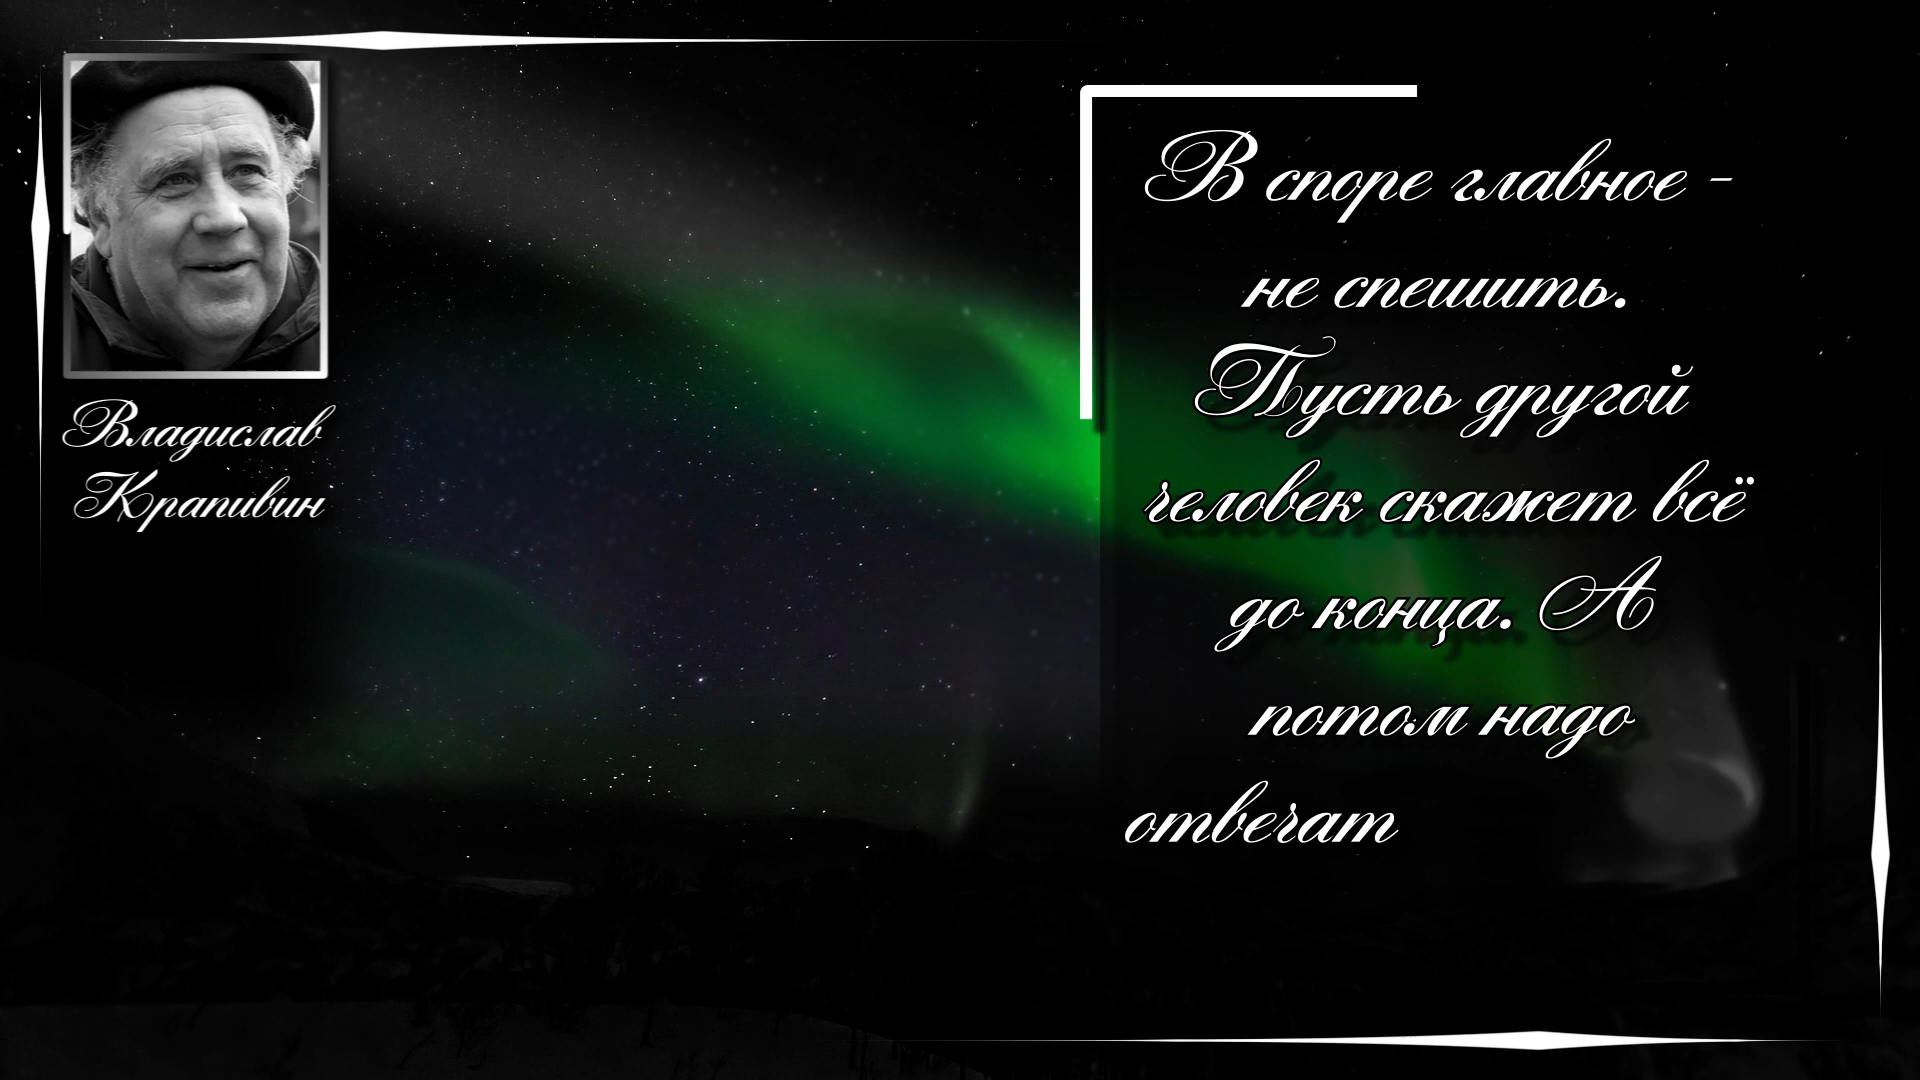 Владислав
Крапивин
В споре главное -
не спешить.
Пусть другой
человек скажет всё
до конца. А
потом надо
отвечат